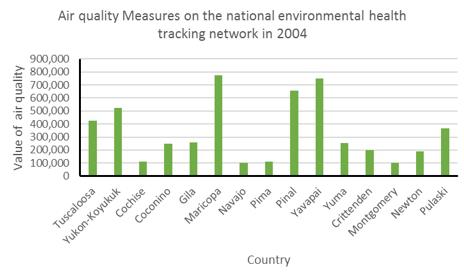 Air quality Measures on the national environmental health
tracking network in 2004
Value of air quality
900,000
800,000
700,000
600,000
500,000
400,000
300,000
200,000
100,000
0
Tuscaloosa
Yukon-Koyukuk
Cochise
Coconino
Gila
Maricopa
Navajo
Pima
Pinal
Yavapai
Yuma
Crittenden
Montgomery
Newton
Pulaski
Country